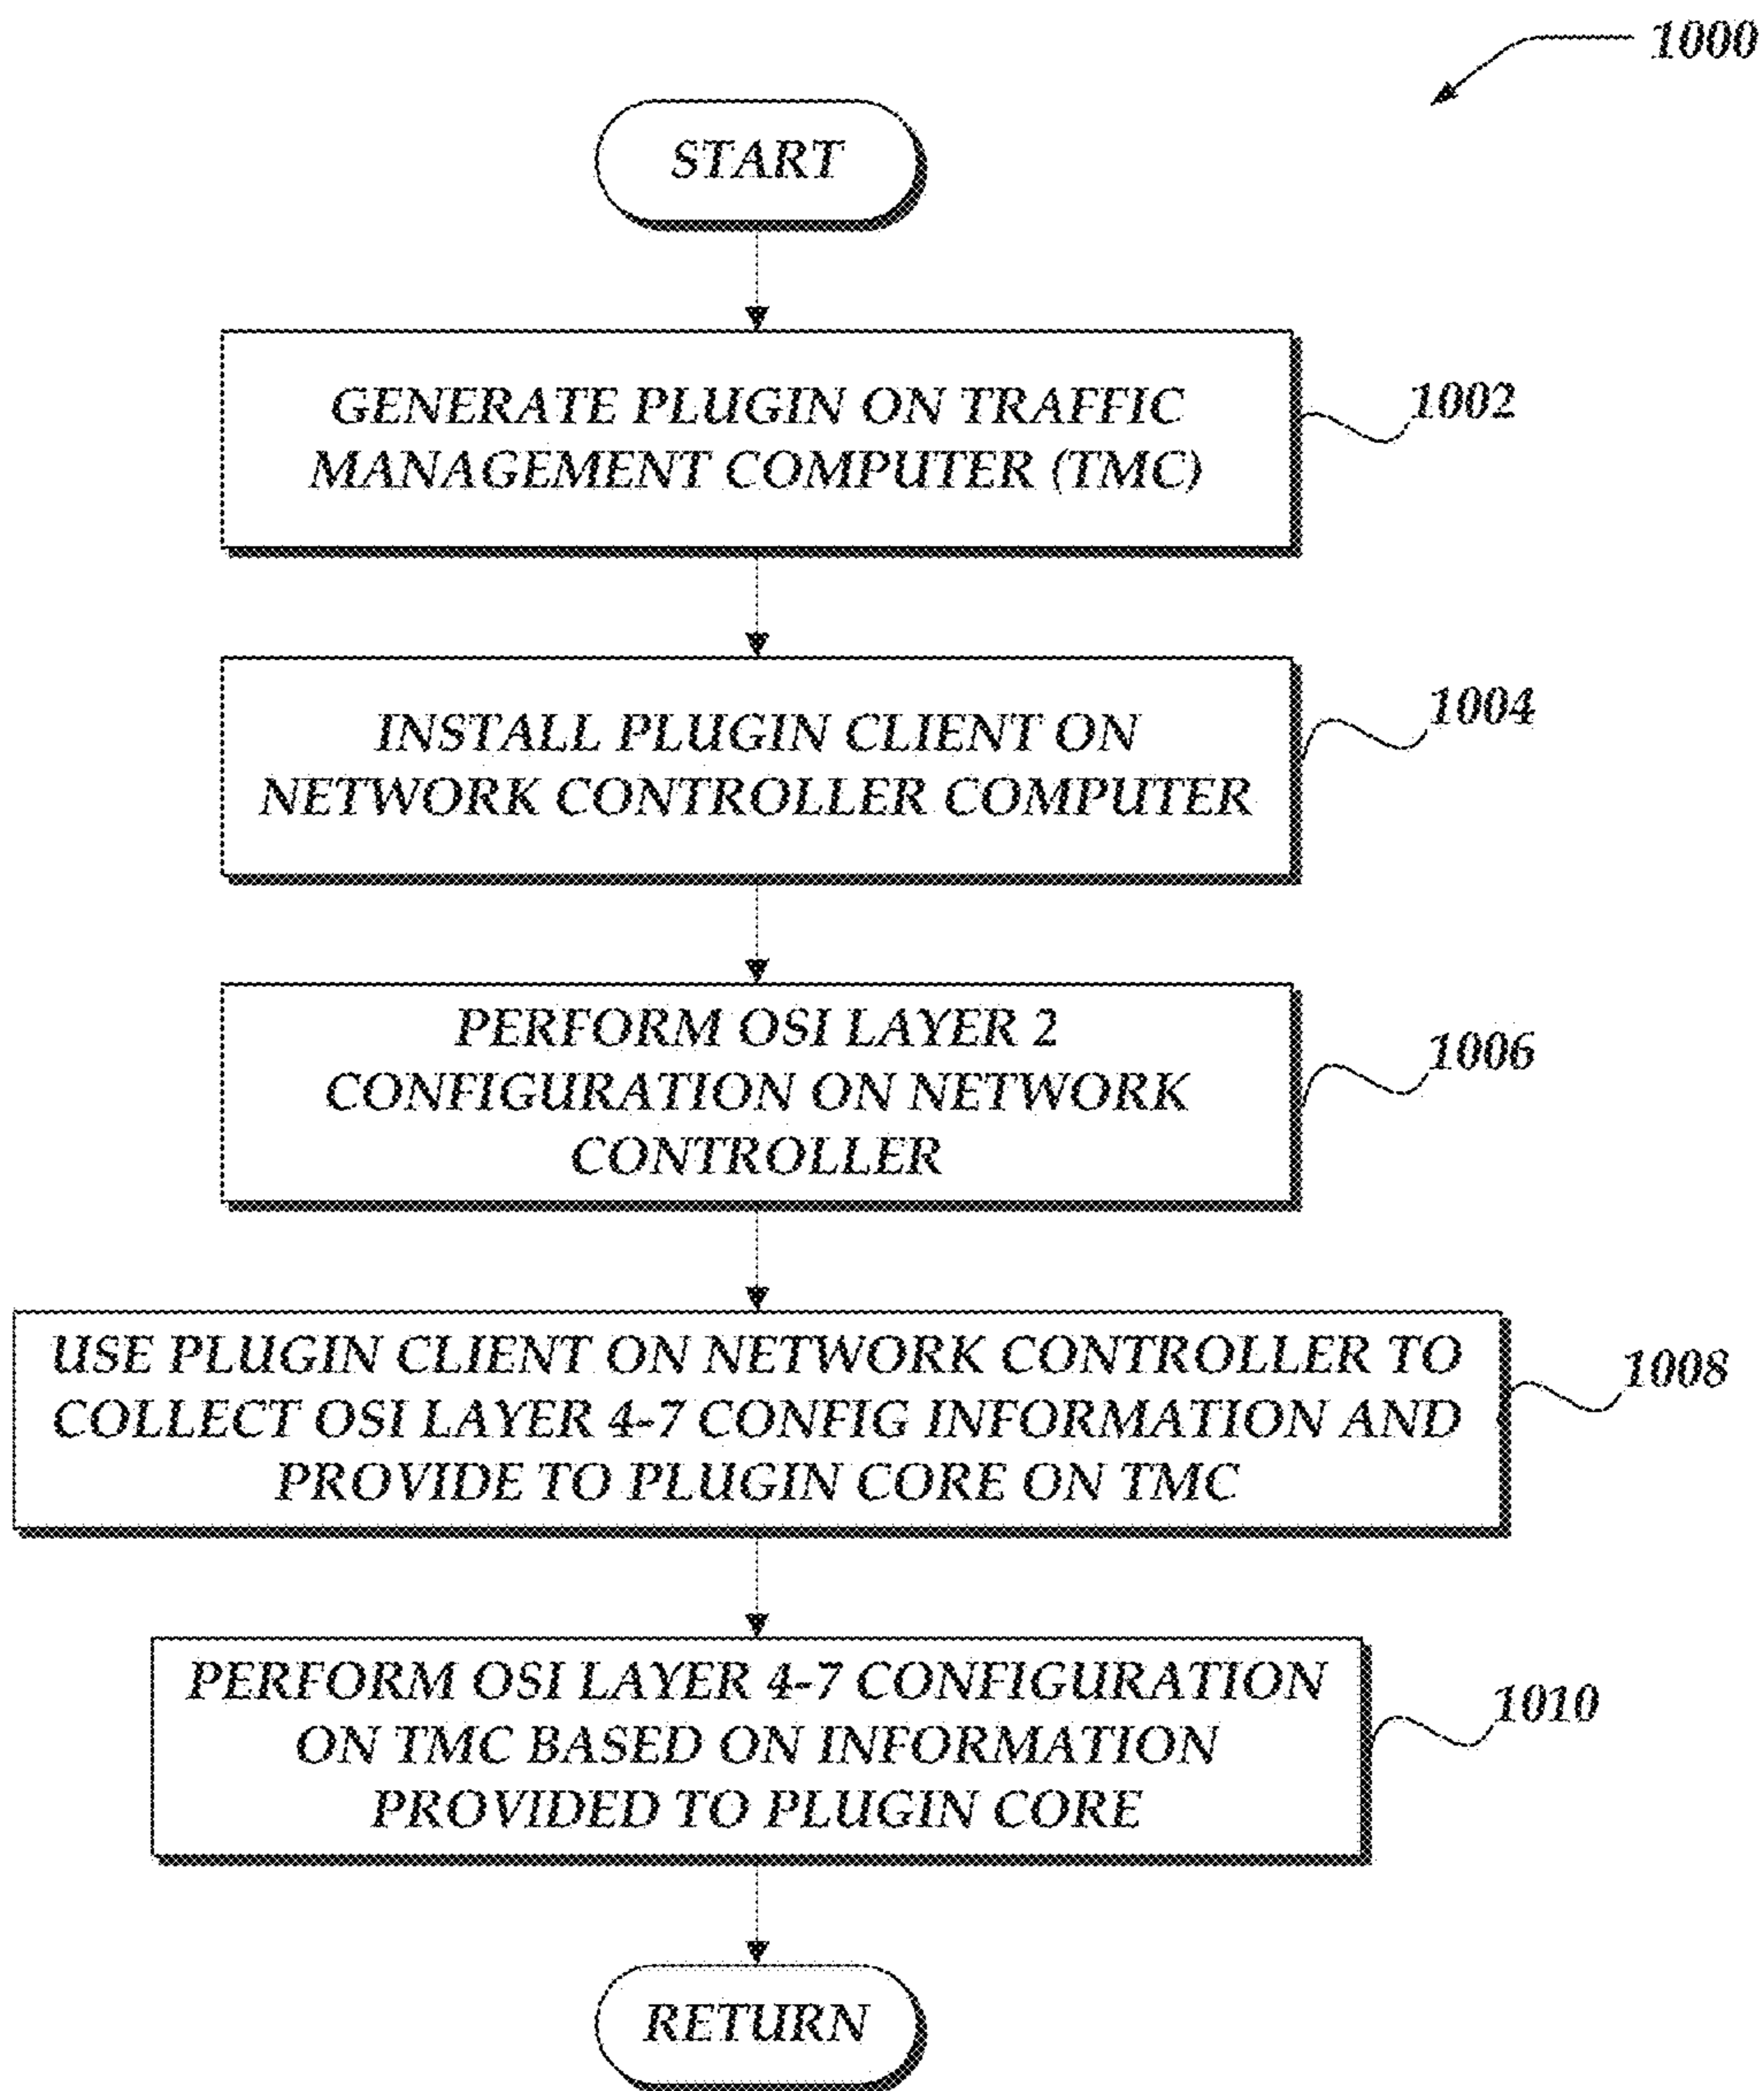 1000
START
GENERATE PLUGIN ON TRAFFIC
MANAGEMENT COMPUTER (TMC)
1002
INSTALL PLUGIN CLIENT ON
NETWORK CONTROLLER COMPUTER
1004
PERFORM OSI LAYER 2
CONFIGURATION ON NETWORK
CONTROLLER
1006
USE PLUGIN CLIENT ON NETWORK CONTROLLER TO
COLLECT OSI LAYER 4-7 CONFIG INFORMATION AND
PROVIDE TO PLUGIN CORE ON TMC
1008
PERFORM OSI LAYER 4-7 CONFIGURATION
ON TMC BASED ON INFORMATION
PROVIDED TO PLUGIN CORE
1010
RETURN